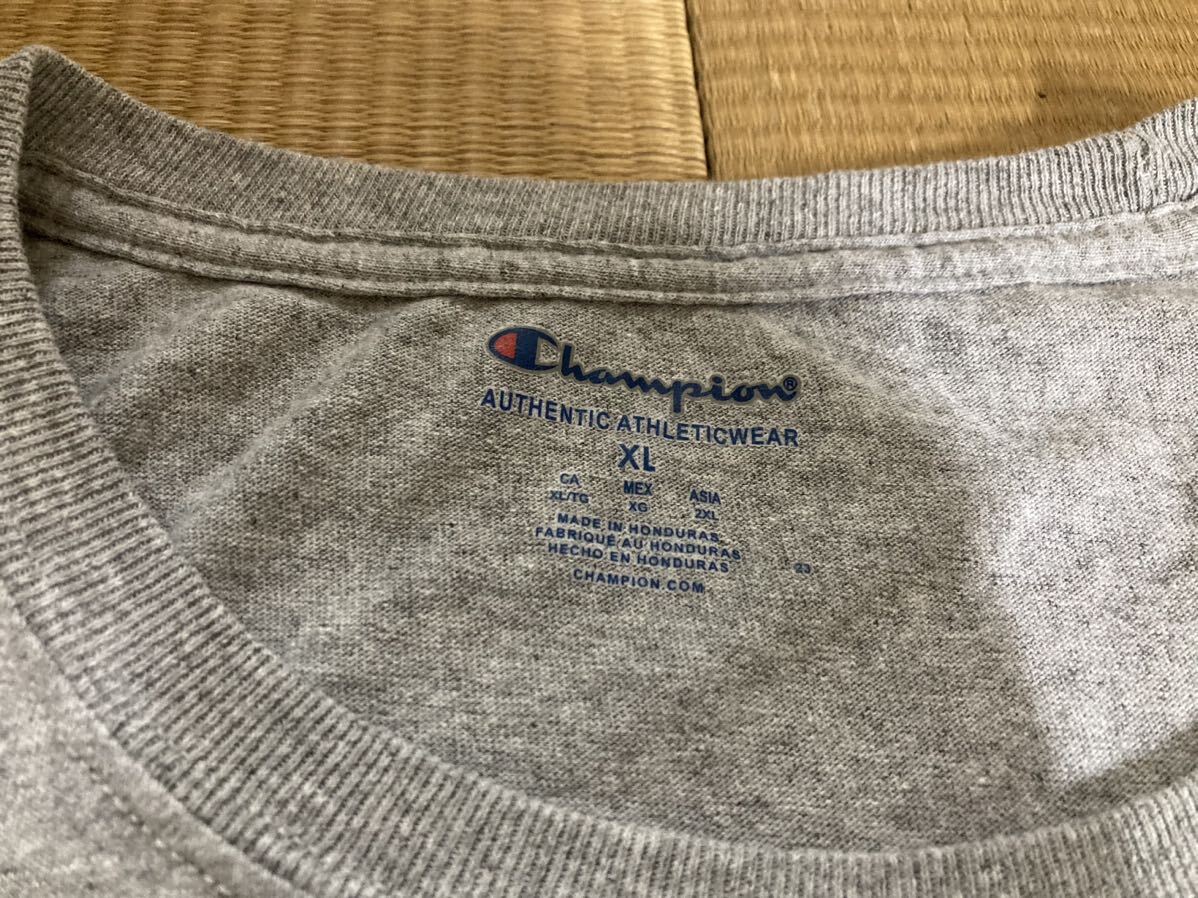 Champion®
AUTHENTIC ATHLETICWEAR
XL
CA MEX ASIA
XL/TG XG 2XL
MADE IN HONDURAS
FABRIQUÉ AU HONDURAS
HECHO EN HONDURAS
23
CHAMPION.COM